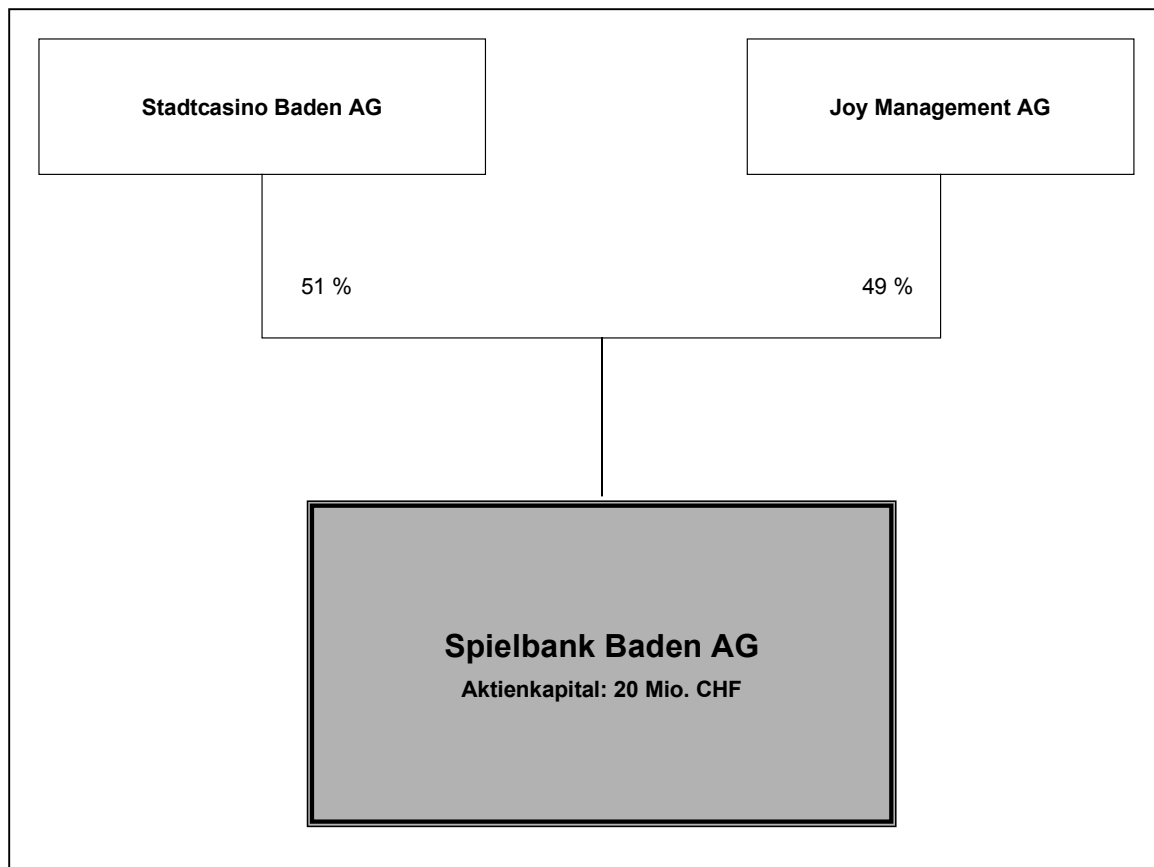 Stadtcasino Baden AG
Joy Management AG
51 %
49 %
Spielbank Baden AG
Aktienkapital: 20 Mio. CHF